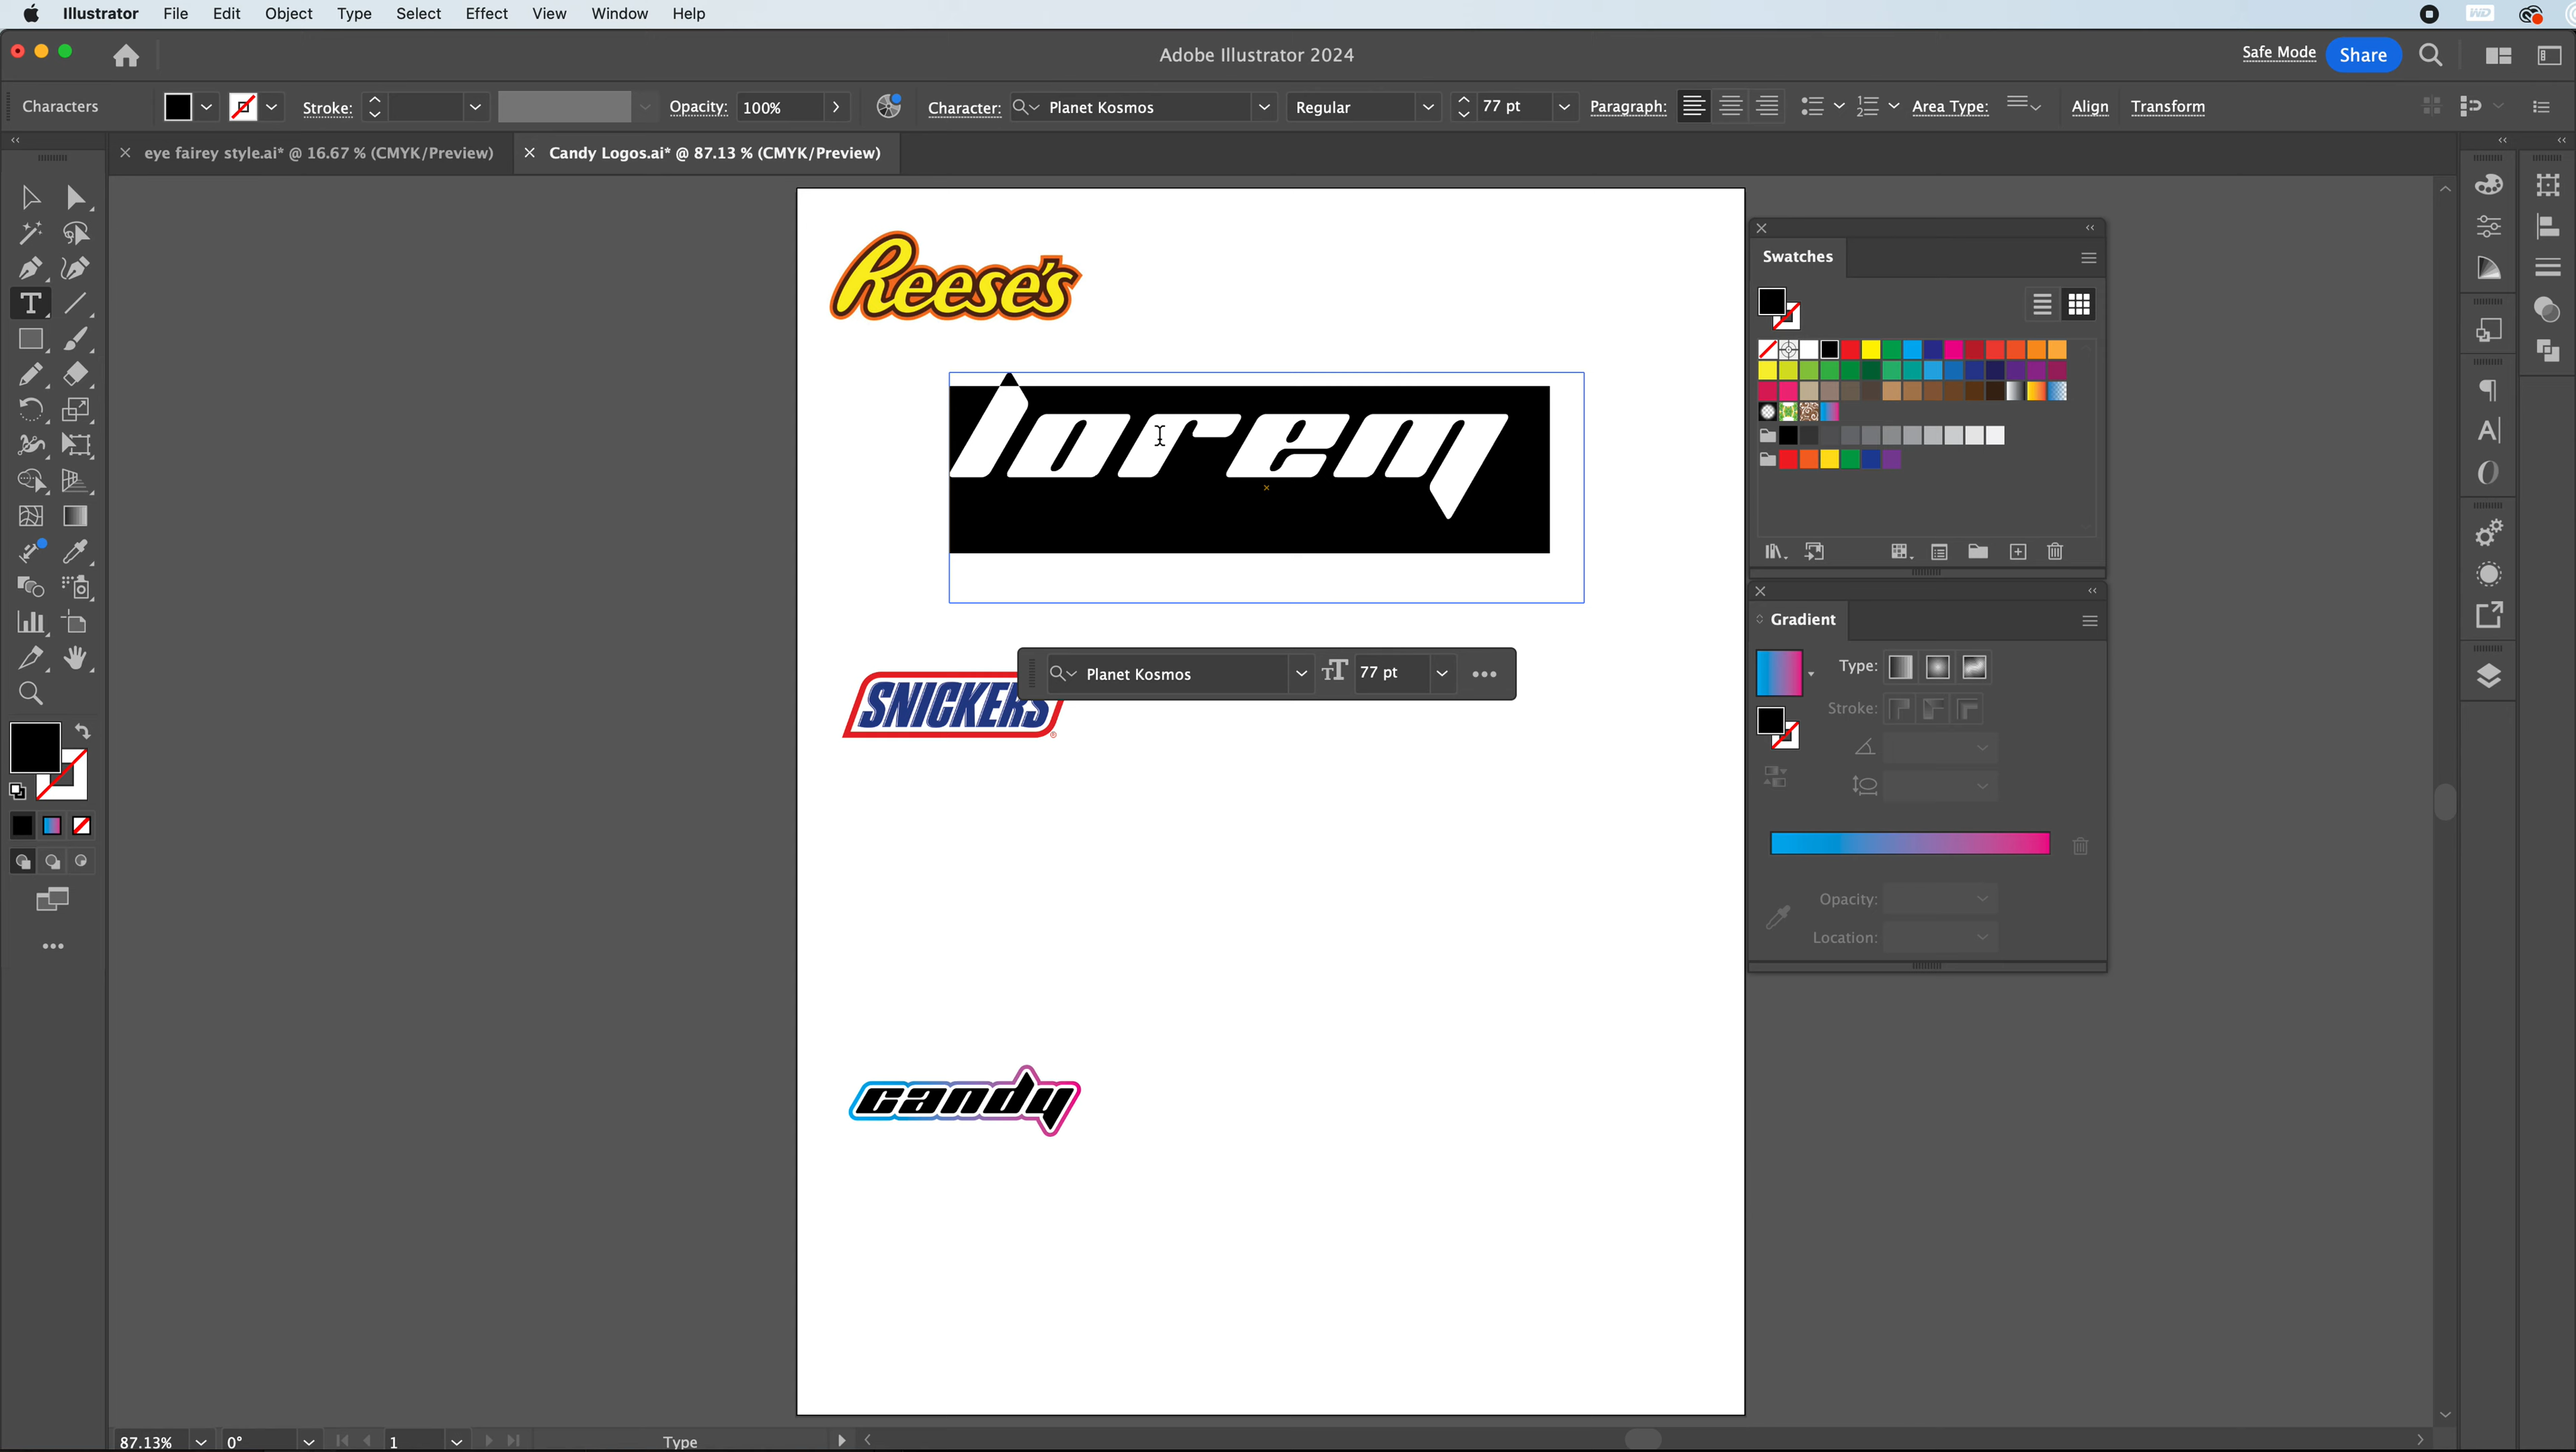 Illustrator File Edit Object Type Select Effect View Window Help WD
Adobe Illustrator 2024
Safe Mode Share
Characters Stroke: Opacity: 100% Character: Planet Kosmos Regular 77 pt Paragraph: Area Type: Align Transform
eye fairey style.ai* @ 16.67 % (CMYK/Preview) Candy Logos.ai* @ 87.13 % (CMYK/Preview)
Reese's
Swatches
lorem
Gradient
Type:
Planet Kosmos 77 pt
SNICKERS®
Stroke:
Opacity:
Location:
candy
87.13% 0° 1 Type